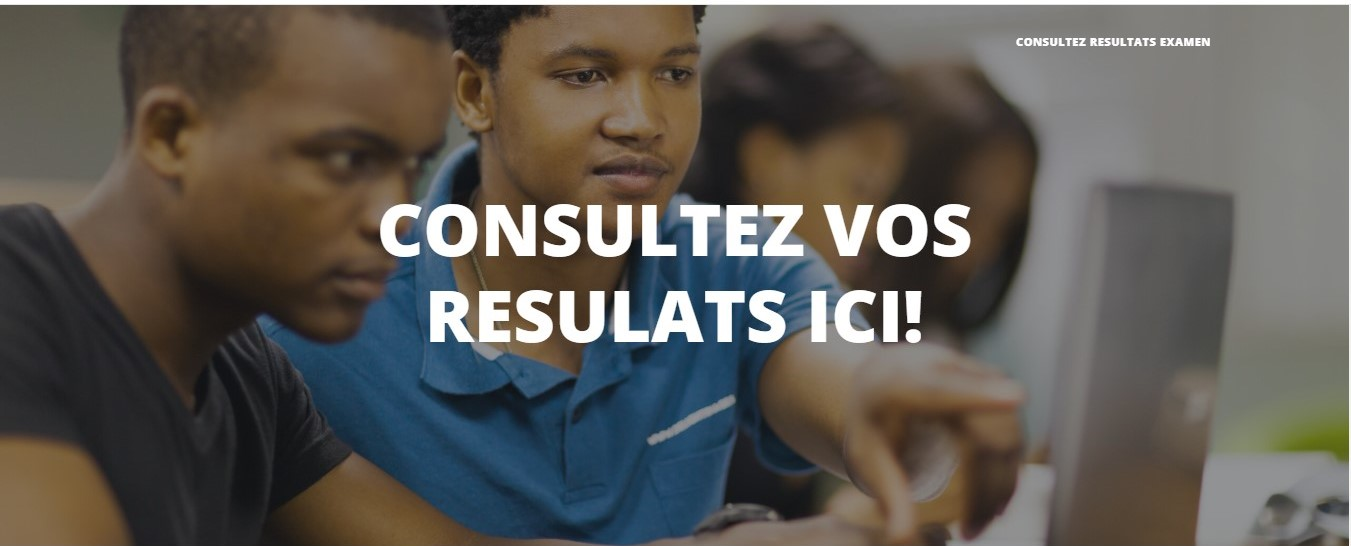 CONSULTEZ RESULTATS EXAMEN
CONSULTEZ VOS
RESULATS ICI!